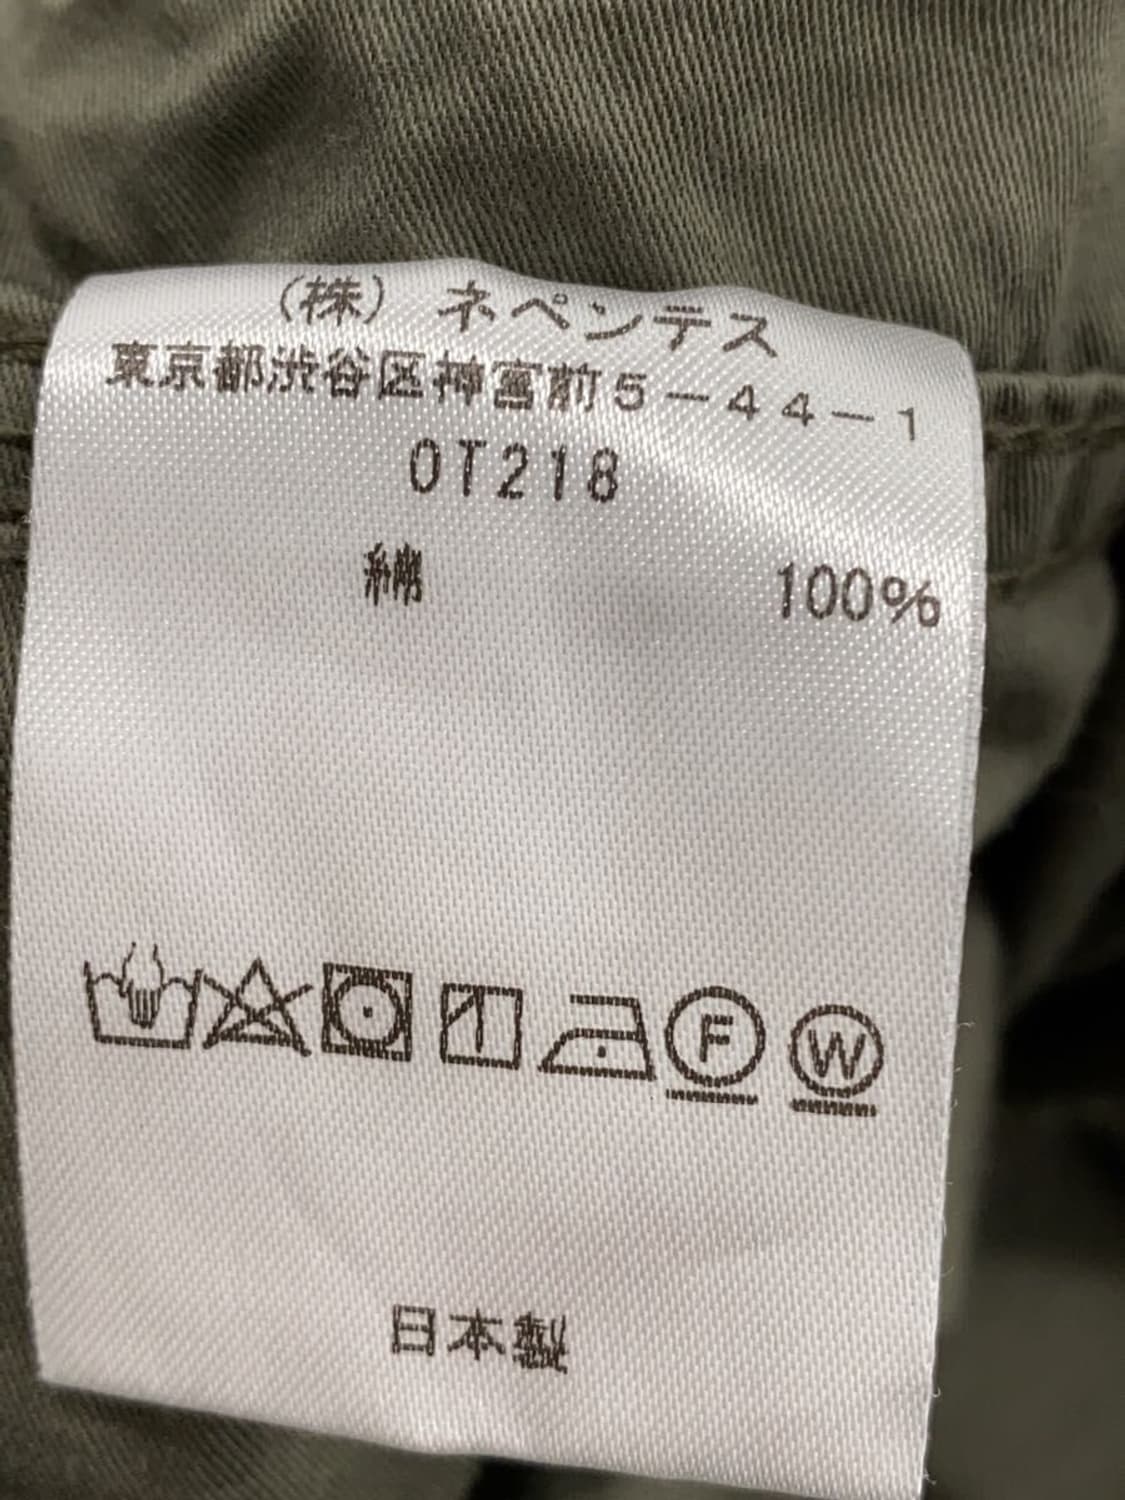 （株）ネペンテス
東京都渋谷区神宮前５－４４－１
OT218
綿 100%
F W
日本製